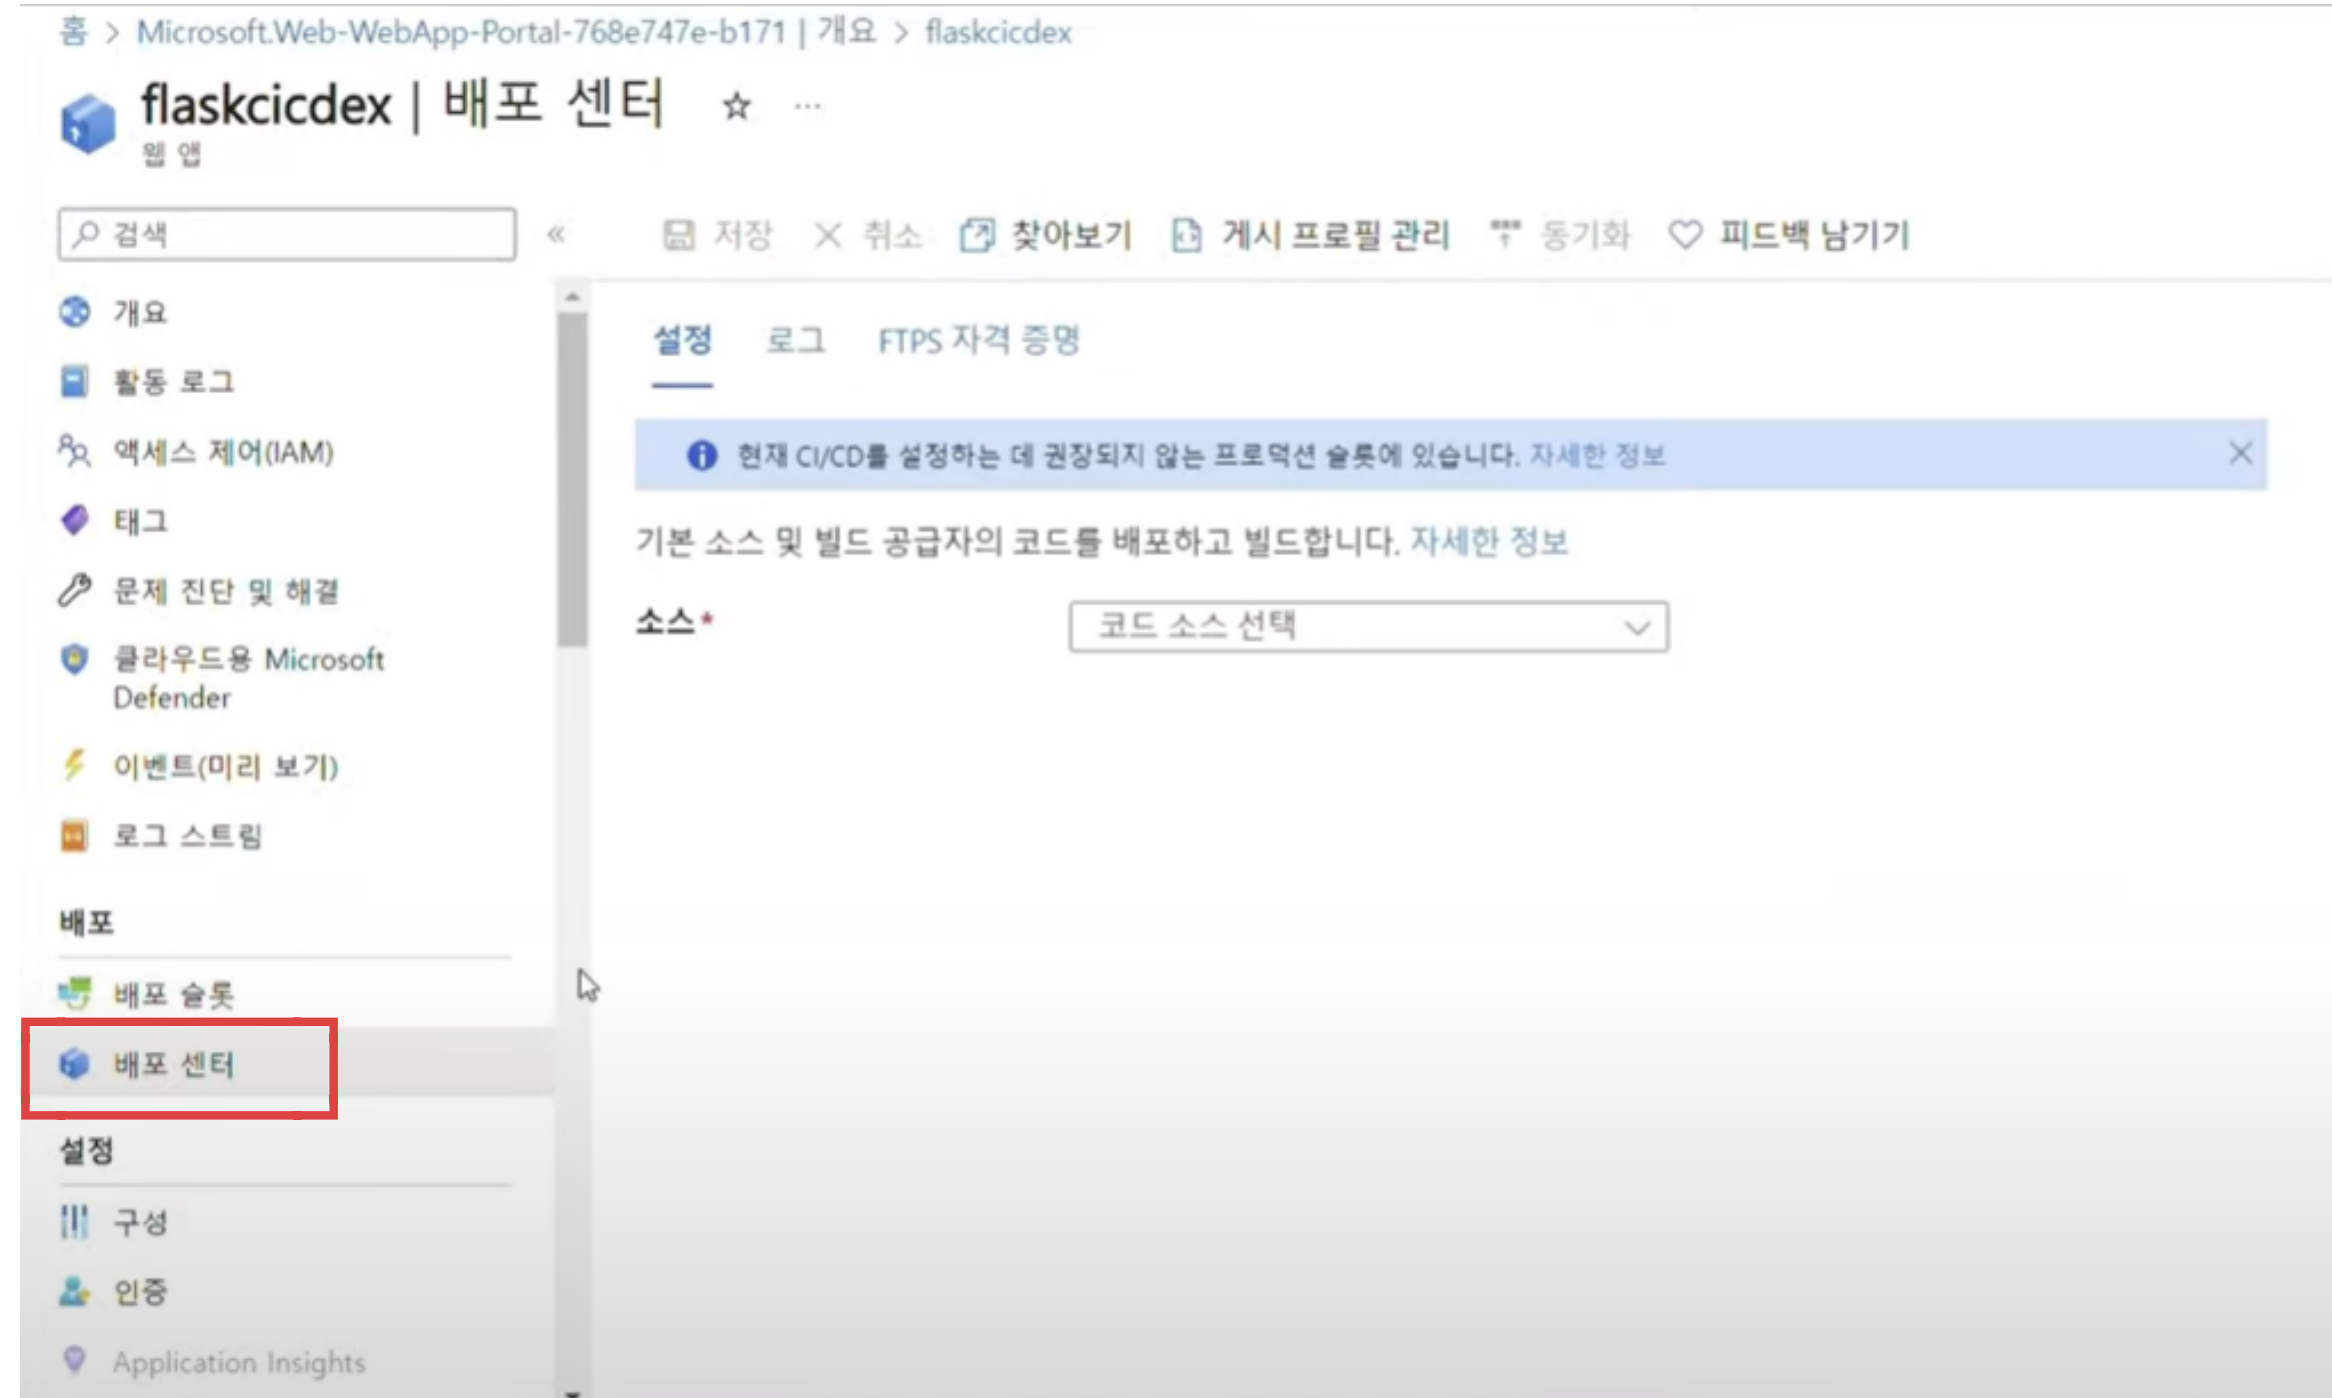 홈 > Microsoft.Web-WebApp-Portal-768e747e-b171 | 개요 > flaskcicdex
flaskcicdex | 배포 센터
웹 앱
검색
저장 취소 찾아보기 게시 프로필 관리 동기화 피드백 남기기
개요
활동 로그
액세스 제어(IAM)
태그
문제 진단 및 해결
클라우드용 Microsoft
Defender
이벤트(미리 보기)
로그 스트림
배포
배포 슬롯
배포 센터
설정
구성
인증
Application Insights
설정 로그 FTPS 자격 증명
현재 CI/CD를 설정하는 데 권장되지 않는 프로덕션 슬롯에 있습니다. 자세한 정보
기본 소스 및 빌드 공급자의 코드를 배포하고 빌드합니다. 자세한 정보
소스* 코드 소스 선택